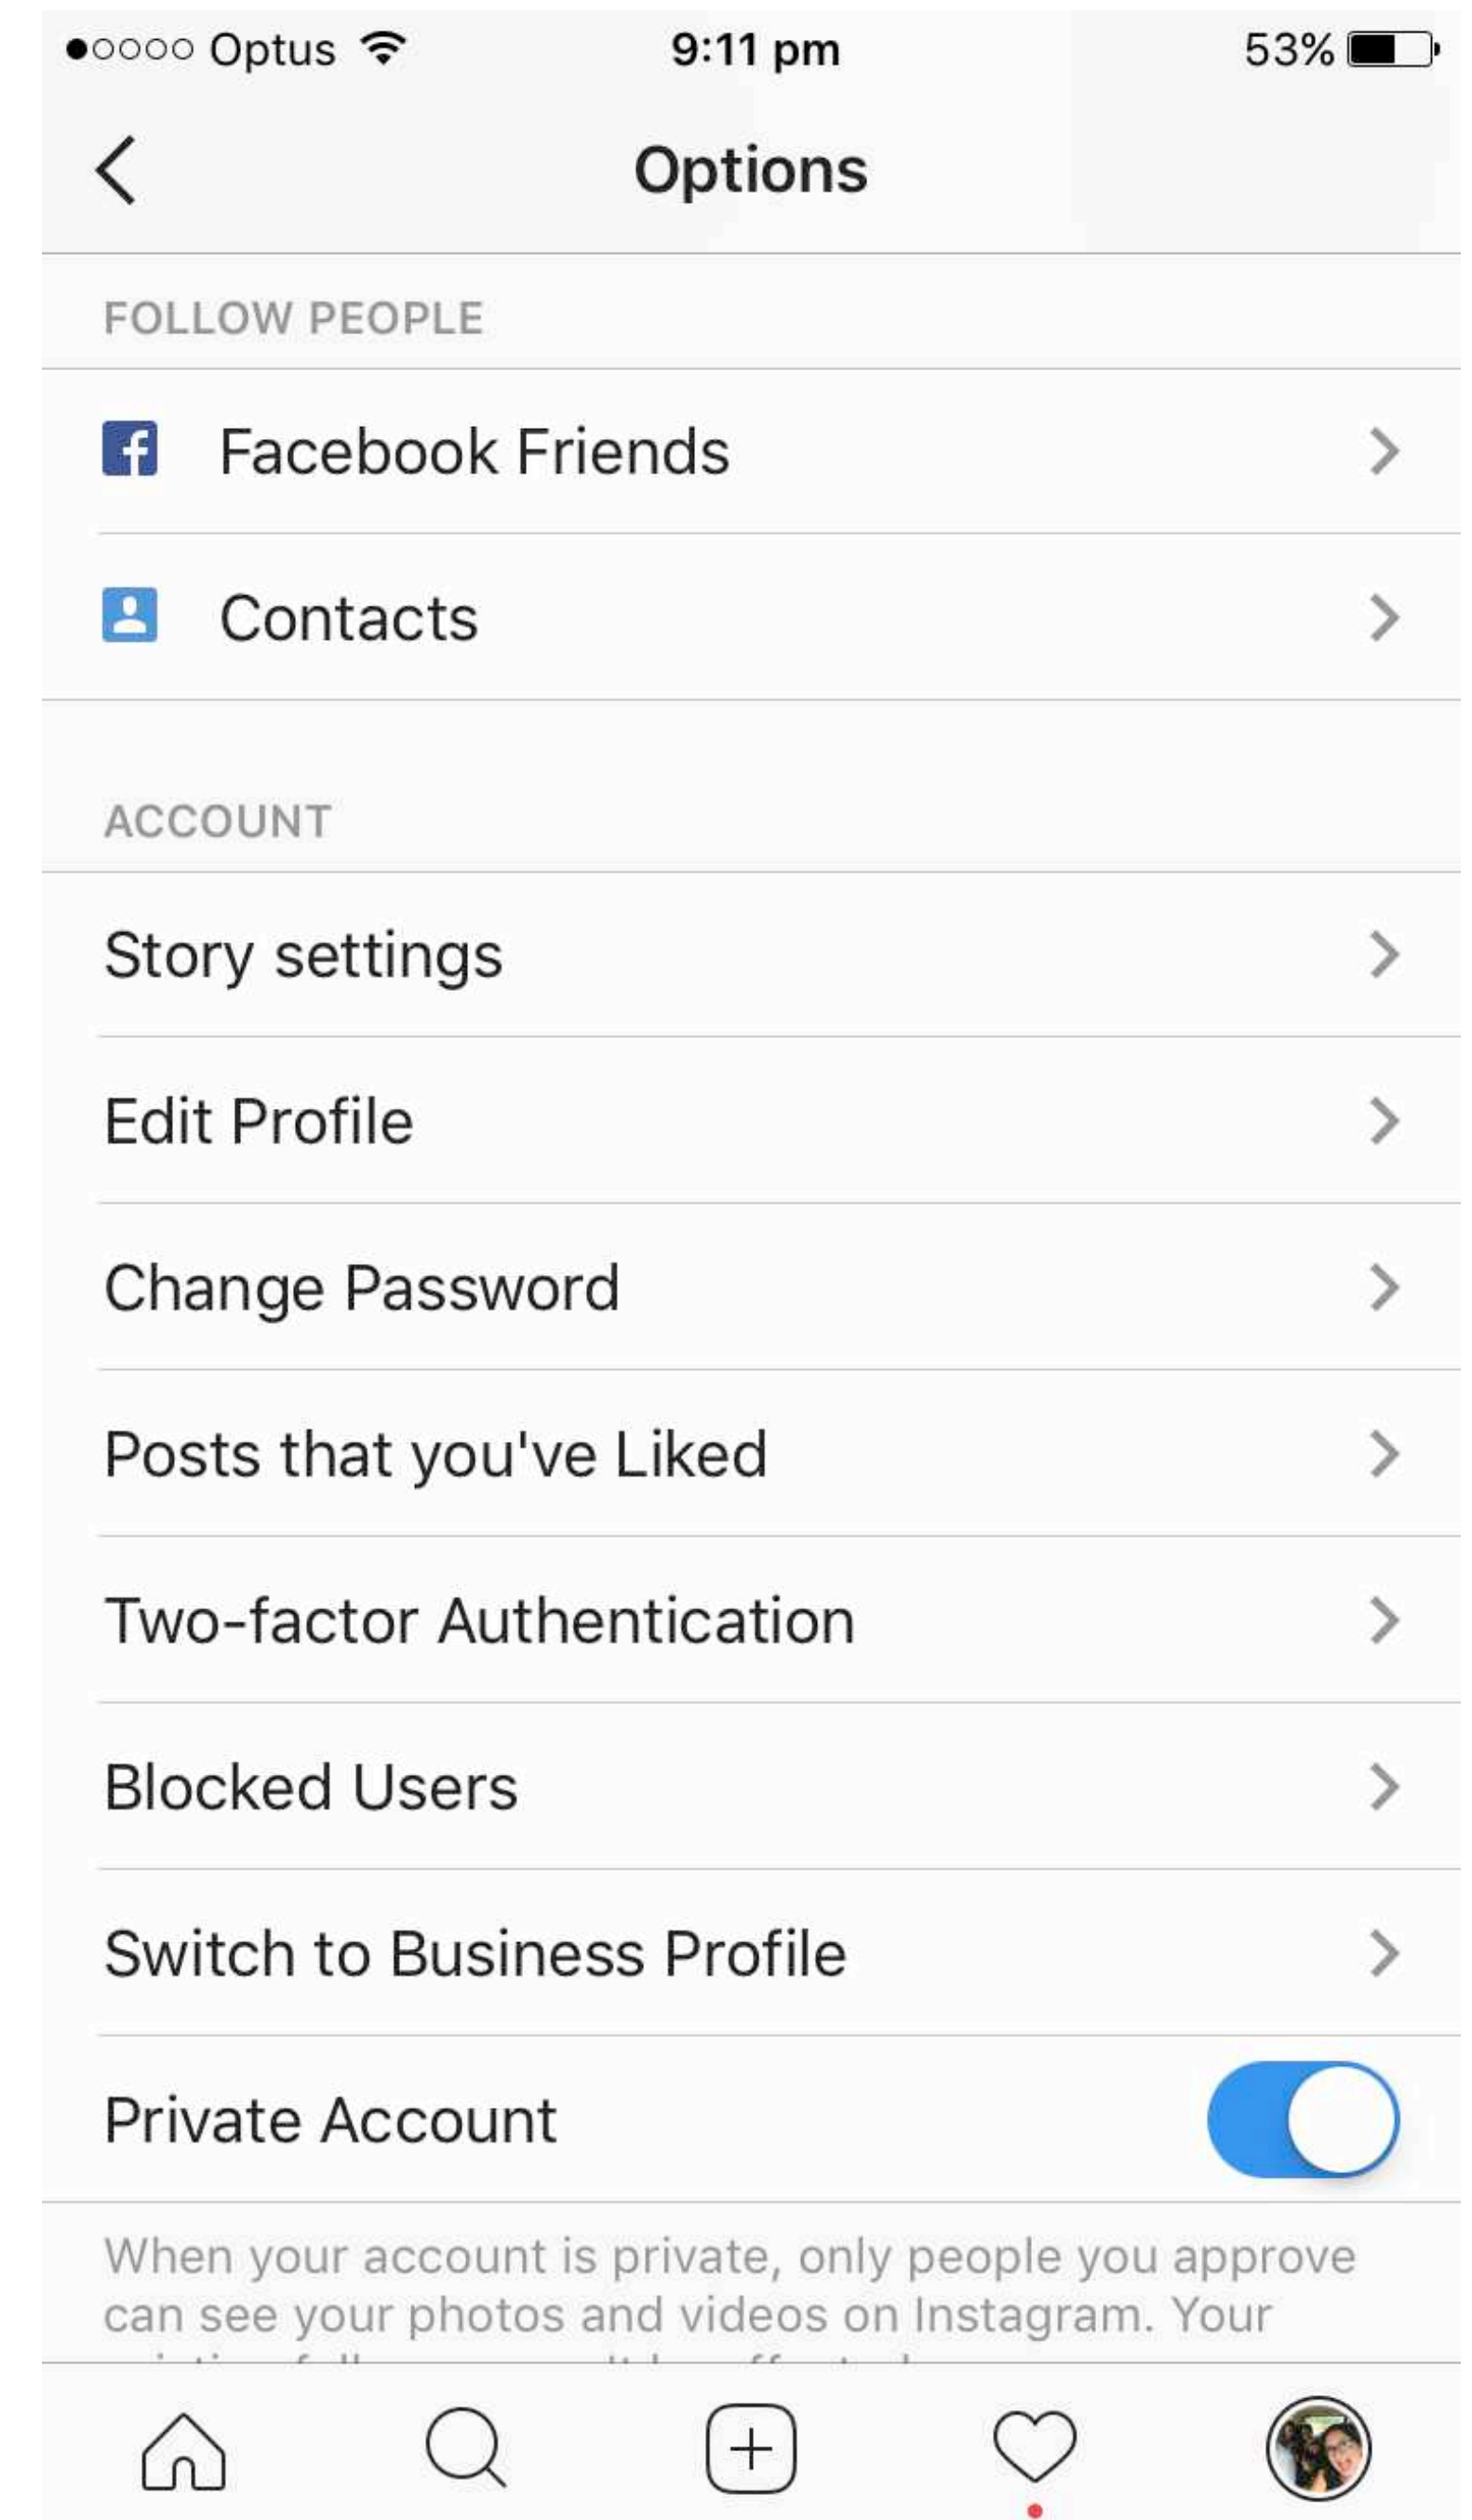 Optus 9:11 pm 53%
Options
FOLLOW PEOPLE
Facebook Friends
Contacts
ACCOUNT
Story settings
Edit Profile
Change Password
Posts that you've Liked
Two-factor Authentication
Blocked Users
Switch to Business Profile
Private Account
When your account is private, only people you approve
can see your photos and videos on Instagram. Your